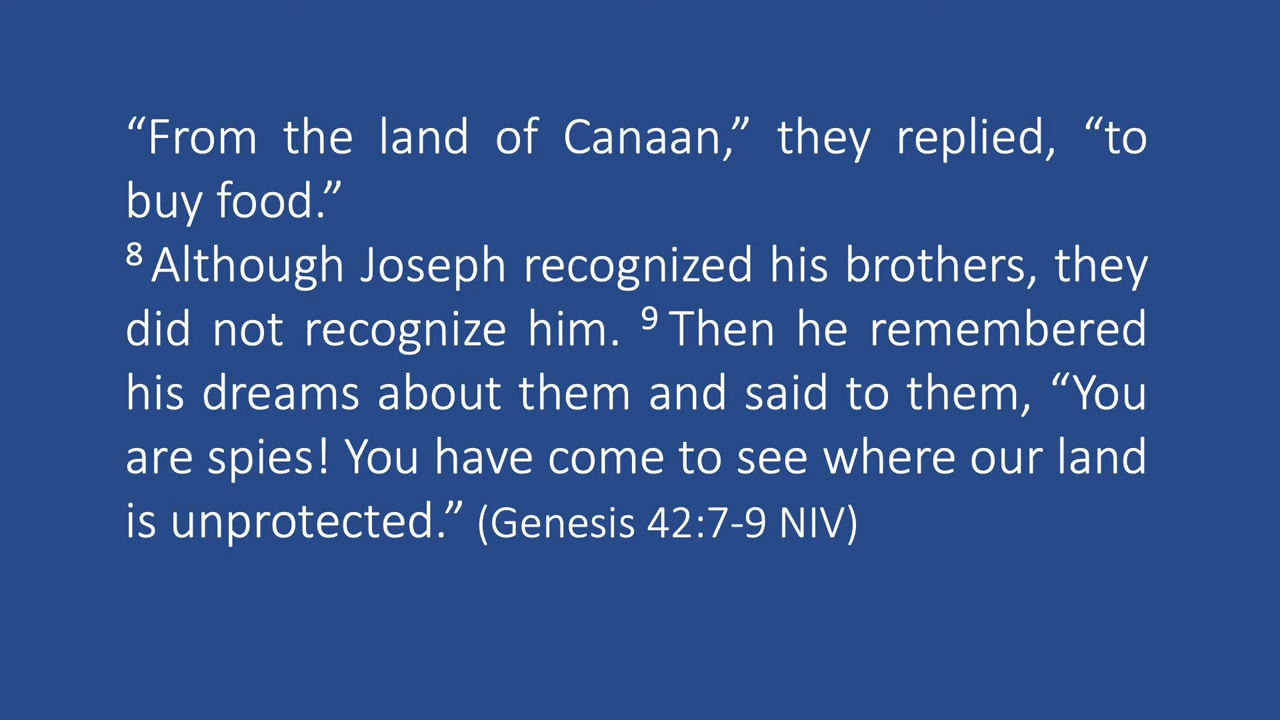 “From the land of Canaan,” they replied, “to
buy food.”
⁸ Although Joseph recognized his brothers, they
did not recognize him. ⁹ Then he remembered
his dreams about them and said to them, “You
are spies! You have come to see where our land
is unprotected.” (Genesis 42:7-9 NIV)